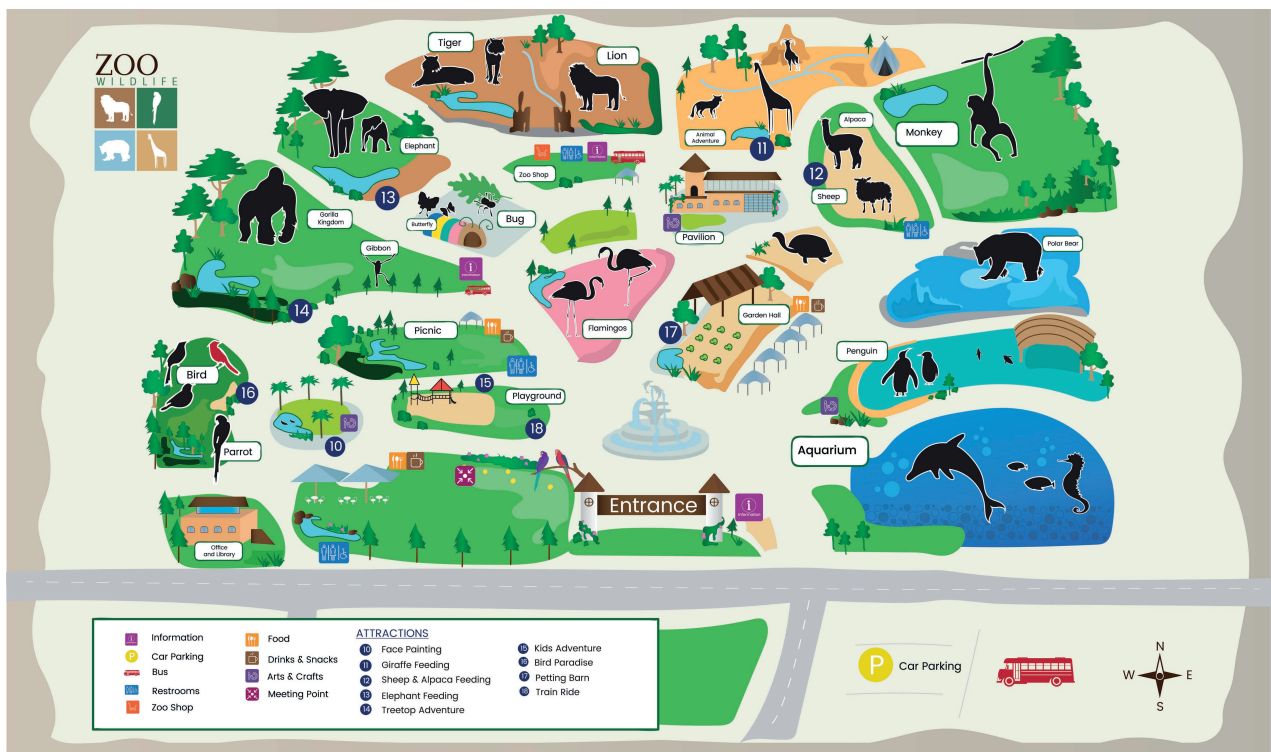 ZOO
WILDLIFE
Tiger
Lion
Elephant
Animal
Adventure
11
Alpaca
Monkey
12
Sheep
Zoo Shop
13
Butterfly
Bug
Pavilion
Gorilla
Kingdom
Gibbon
14
Polar Bear
Flamingos
17
Garden Hall
Picnic
Penguin
Bird
16
15
Playground
18
10
Parrot
Aquarium
Entrance
Information
Office
and Library
Information
Car Parking
Bus
Restrooms
Zoo Shop
Food
Drinks & Snacks
Arts & Crafts
Meeting Point
ATTRACTIONS
10 Face Painting
11 Giraffe Feeding
12 Sheep & Alpaca Feeding
13 Elephant Feeding
14 Treetop Adventure
15 Kids Adventure
16 Bird Paradise
17 Petting Barn
18 Train Ride
P Car Parking
N
W E
S